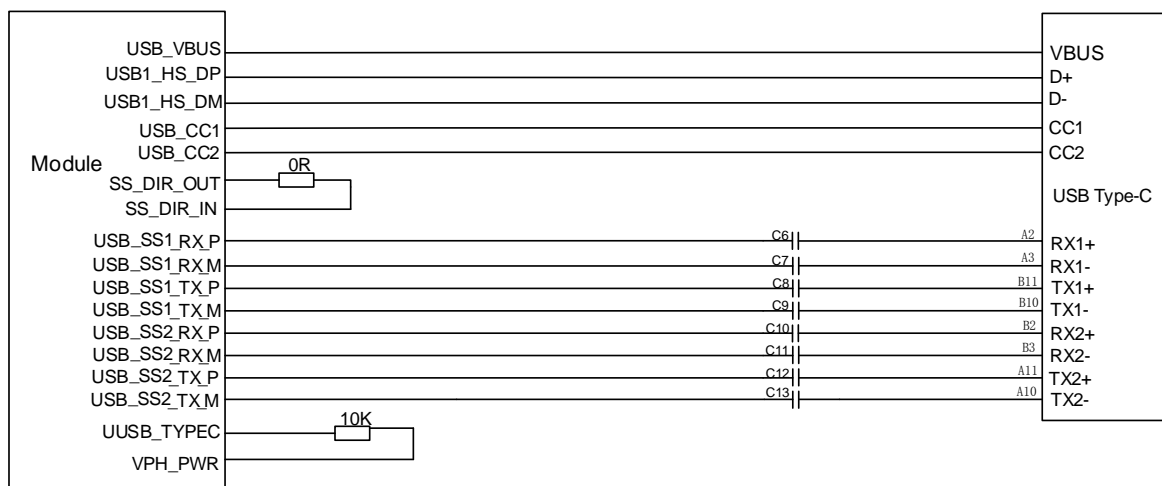 USB_VBUS VBUS
USB1_HS_DP D+
USB1_HS_DM D-
USB_CC1 CC1
USB_CC2 CC2
Module
0R
SS_DIR_OUT
USB Type-C
SS_DIR_IN
USB_SS1_RX_P C6 A2 RX1+
USB_SS1_RX_M C7 A3 RX1-
USB_SS1_TX_P C8 B11 TX1+
USB_SS1_TX_M C9 B10 TX1-
USB_SS2_RX_P C10 B2 RX2+
USB_SS2_RX_M C11 B3 RX2-
USB_SS2_TX_P C12 A11 TX2+
USB_SS2_TX_M C13 A10 TX2-
10K
UUSB_TYPEC
VPH_PWR